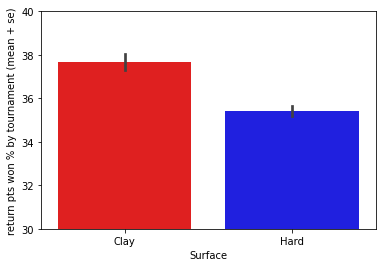 return pts won % by tournament (mean + se)
40
38
36
34
32
30
Clay
Hard
Surface